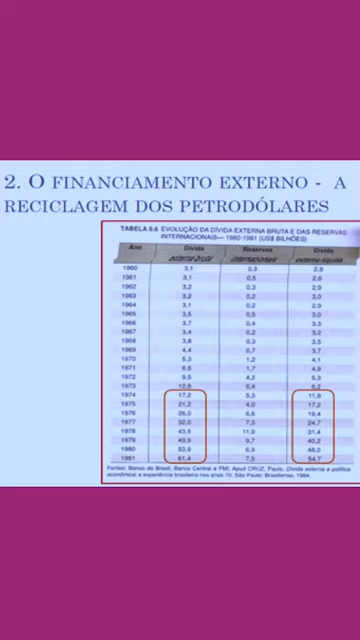 2. O FINANCIAMENTO EXTERNO - A
RECICLAGEM DOS PETRODÓLARES
TABELA 9.6 EVOLUÇÃO DA DÍVIDA EXTERNA BRUTA E DAS RESERVAS
INTERNACIONAIS— 1960-1981 (US$ BILHÕES)
Ano Dívida Reservas Dívida
externa bruta internacionais externa líquida
1960 3,1 0,3 2,8
1961 3,1 0,5 2,6
1962 3,2 0,3 2,9
1963 3,2 0,2 3,0
1964 3,1 0,2 2,9
1965 3,5 0,5 3,0
1966 3,7 0,4 3,3
1967 3,4 0,2 3,2
1968 3,8 0,3 3,5
1969 4,4 0,7 3,7
1970 5,3 1,2 4,1
1971 6,6 1,7 4,9
1972 9,5 4,2 5,3
1973 12,6 6,4 6,2
1974 17,2 5,3 11,9
1975 21,2 4,0 17,2
1976 26,0 6,6 19,4
1977 32,0 7,3 24,7
1978 43,5 11,9 31,4
1979 49,9 9,7 40,2
1980 53,9 6,9 48,0
1981 61,4 7,5 54,7
Fontes: Banco do Brasil, Banco Central e FMI. Apud CRUZ, Paulo. Dívida externa e política
econômica: a experiência brasileira nos anos 70. São Paulo: Brasiliense, 1984.